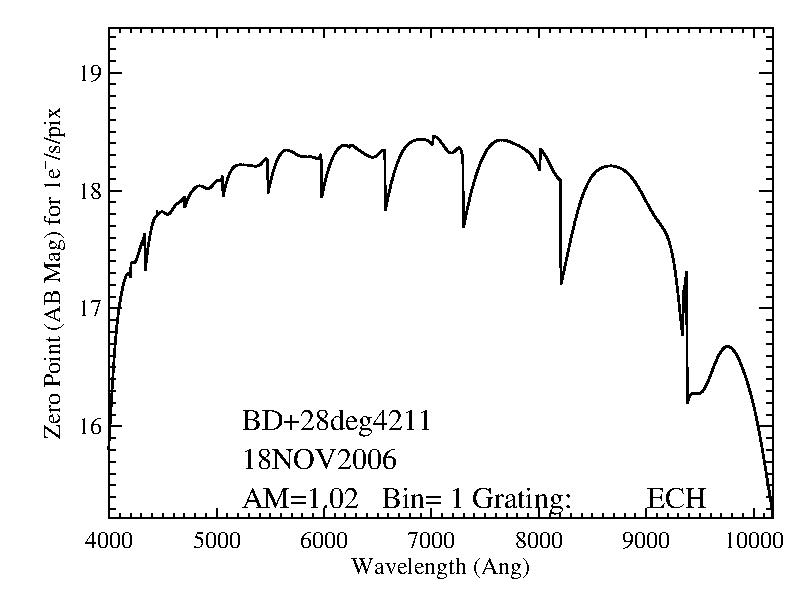 19
18
17
16
Zero Point (AB Mag) for 1e⁻/s/pix
BD+28deg4211
18NOV2006
AM=1.02 Bin= 1 Grating: ECH
4000 5000 6000 7000 8000 9000 10000
Wavelength (Ang)